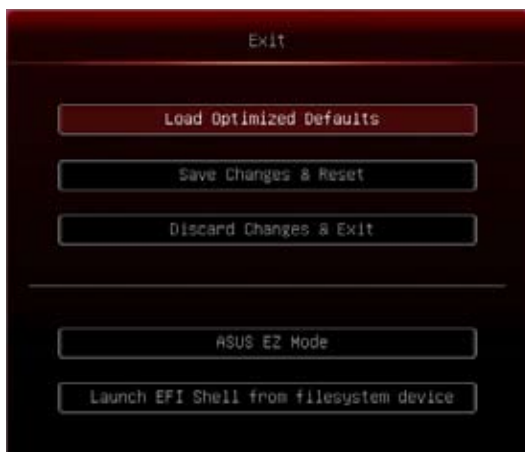 Exit
Load Optimized Defaults
Save Changes & Reset
Discard Changes & Exit
ASUS EZ Mode
Launch EFI Shell from filesystem device